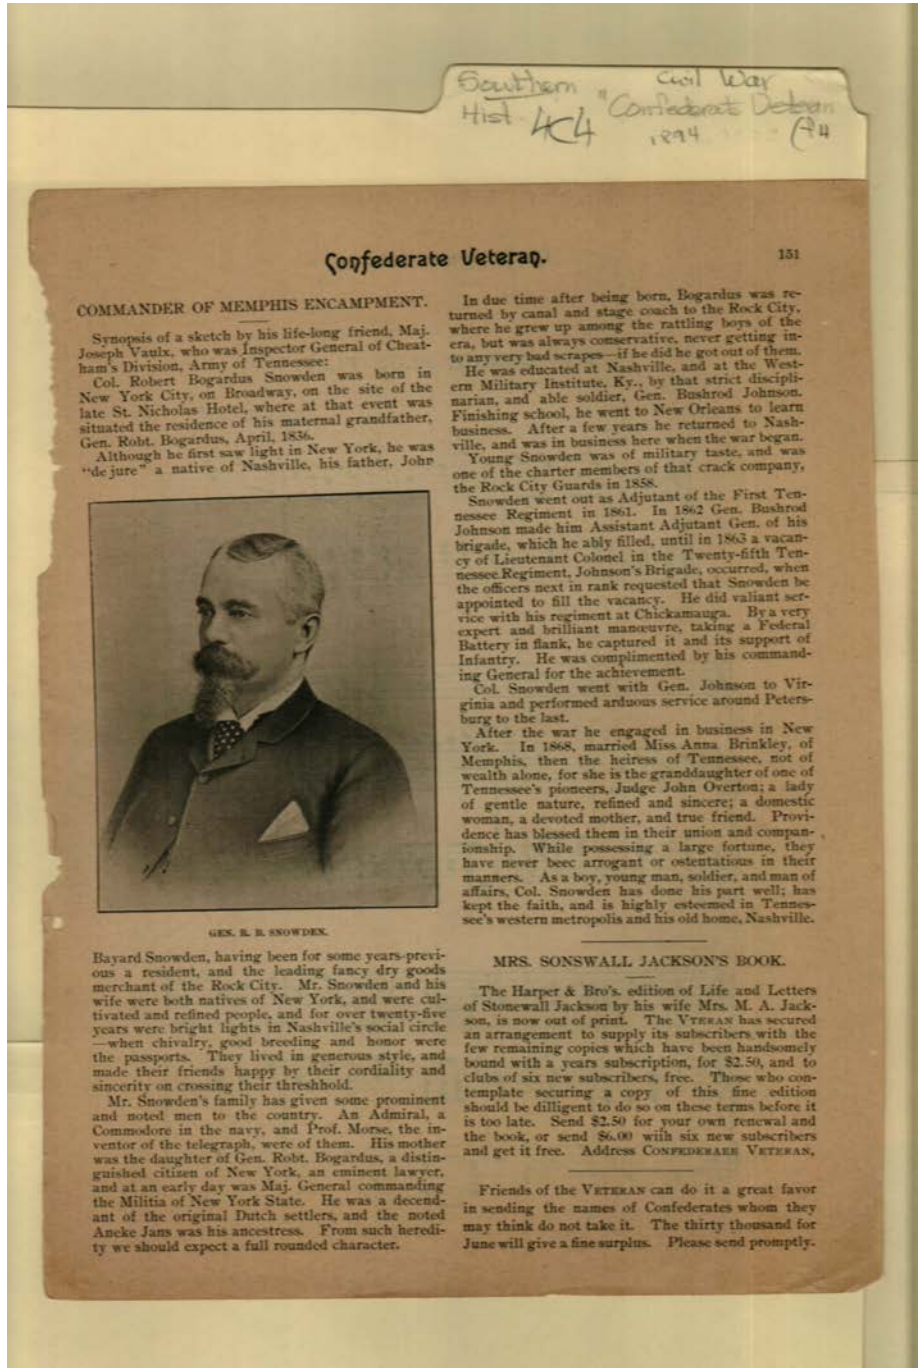 Southern
Hist. 4C4
Civil War
"Confederate Veteran
1894
Confederate Veteran.
151
COMMANDER OF MEMPHIS ENCAMPMENT.
Synopsis of a sketch by his life-long friend, Maj.
Joseph Vaulx, who was Inspector General of Cheat-
ham's Division, Army of Tennessee:
Col. Robert Bogardus Snowden was born in
New York City, on Broadway, on the site of the
late St. Nicholas Hotel, where at that event was
situated the residence of his maternal grandfather,
Gen. Robt. Bogardus, April, 1836.
Although he first saw light in New York, he was
"de jure" a native of Nashville, his father, John
GEN. R. B. SNOWDEN.
Bayard Snowden, having been for some years previ-
ous a resident, and the leading fancy dry goods
merchant of the Rock City. Mr. Snowden and his
wife were both natives of New York, and were cul-
tivated and refined people, and for over twenty-five
years were bright lights in Nashville's social circle
—when chivalry, good breeding and honor were
the passports. They lived in generous style, and
made their friends happy by their cordiality and
sincerity on crossing their threshhold.
Mr. Snowden's family has given some prominent
and noted men to the country. An Admiral, a
Commodore in the navy, and Prof. Morse, the in-
ventor of the telegraph, were of them. His mother
was the daughter of Gen. Robt. Bogardus, a distin-
guished citizen of New York, an eminent lawyer,
and at an early day was Maj. General commanding
the Militia of New York State. He was a decend-
ant of the original Dutch settlers, and the noted
Aneke Jans was his ancestress. From such heredi-
ty we should expect a full rounded character.
In due time after being born, Bogardus was re-
turned by canal and stage coach to the Rock City,
where he grew up among the rattling boys of the
era, but was always conservative, never getting in-
to any very bad scrapes—if he did he got out of them.
He was educated at Nashville, and at the West-
ern Military Institute, Ky., by that strict discipli-
narian, and able soldier, Gen. Bushrod Johnson.
Finishing school, he went to New Orleans to learn
business. After a few years he returned to Nash-
ville, and was in business here when the war began.
Young Snowden was of military taste, and was
one of the charter members of that crack company,
the Rock City Guards in 1858.
Snowden went out as Adjutant of the First Ten-
nessee Regiment in 1861. In 1862 Gen. Bushrod
Johnson made him Assistant Adjutant Gen. of his
brigade, which he ably filled, until in 1863 a vacan-
cy of Lieutenant Colonel in the Twenty-fifth Ten-
nessee Regiment, Johnson's Brigade, occurred, when
the officers next in rank requested that Snowden be
appointed to fill the vacancy. He did valiant ser-
vice with his regiment at Chickamauga. By a very
expert and brilliant manœuvre, taking a Federal
Battery in flank, he captured it and its support of
Infantry. He was complimented by his command-
ing General for the achievement.
Col. Snowden went with Gen. Johnson to Vir-
ginia and performed arduous service around Peters-
burg to the last.
After the war he engaged in business in New
York. In 1868, married Miss Anna Brinkley, of
Memphis, then the heiress of Tennessee, not of
wealth alone, for she is the granddaughter of one of
Tennessee's pioneers, Judge John Overton; a lady
of gentle nature, refined and sincere; a domestic
woman, a devoted mother, and true friend. Provi-
dence has blessed them in their union and compan-
ionship. While possessing a large fortune, they
have never beec arrogant or ostentatious in their
manners. As a boy, young man, soldier, and man of
affairs, Col. Snowden has done his part well; has
kept the faith, and is highly esteemed in Tennes-
see's western metropolis and his old home, Nashville.
MRS. SONSWALL JACKSON'S BOOK.
The Harper & Bro's. edition of Life and Letters
of Stonewall Jackson by his wife Mrs. M. A. Jack-
son, is now out of print. The VTERAN has secured
an arrangement to supply its subscribers with the
few remaining copies which have been handsomely
bound with a years subscription, for $2.50, and to
clubs of six new subscribers, free. Those who con-
template securing a copy of this fine edition
should be dilligent to do so on these terms before it
is too late. Send $2.50 for your own renewal and
the book, or send $6.00 wiih six new subscribers
and get it free. Address CONFEDERAEE VETERAN,
Friends of the VETERAN can do it a great favor
in sending the names of Confederates whom they
may think do not take it. The thirty thousand for
June will give a fine surplus. Please send promptly.